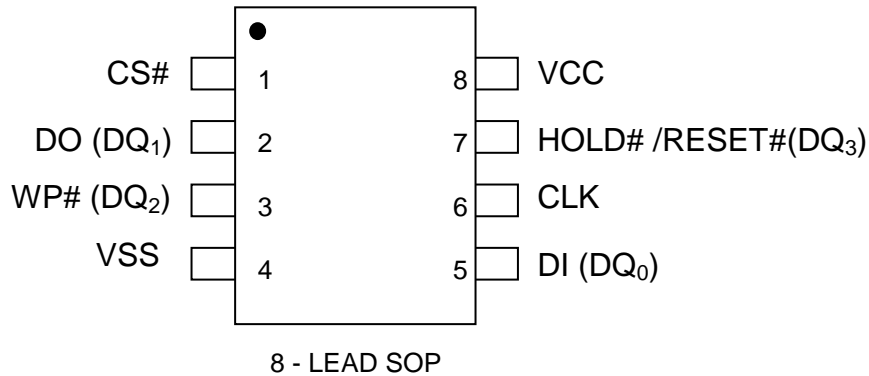 CS# 1 8 VCC
DO (DQ₁) 2 7 HOLD# /RESET#(DQ₃)
WP# (DQ₂) 3 6 CLK
VSS 4 5 DI (DQ₀)
8 - LEAD SOP